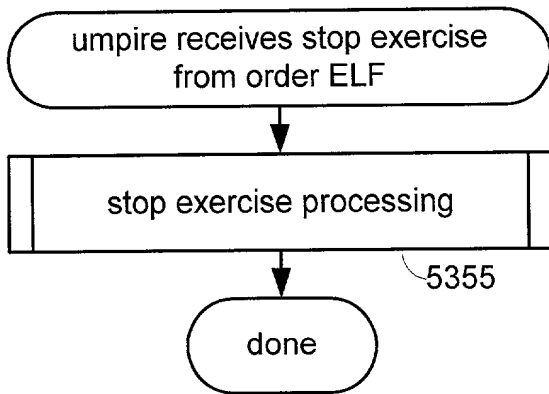 umpire receives stop exercise
from order ELF
stop exercise processing
5355
done